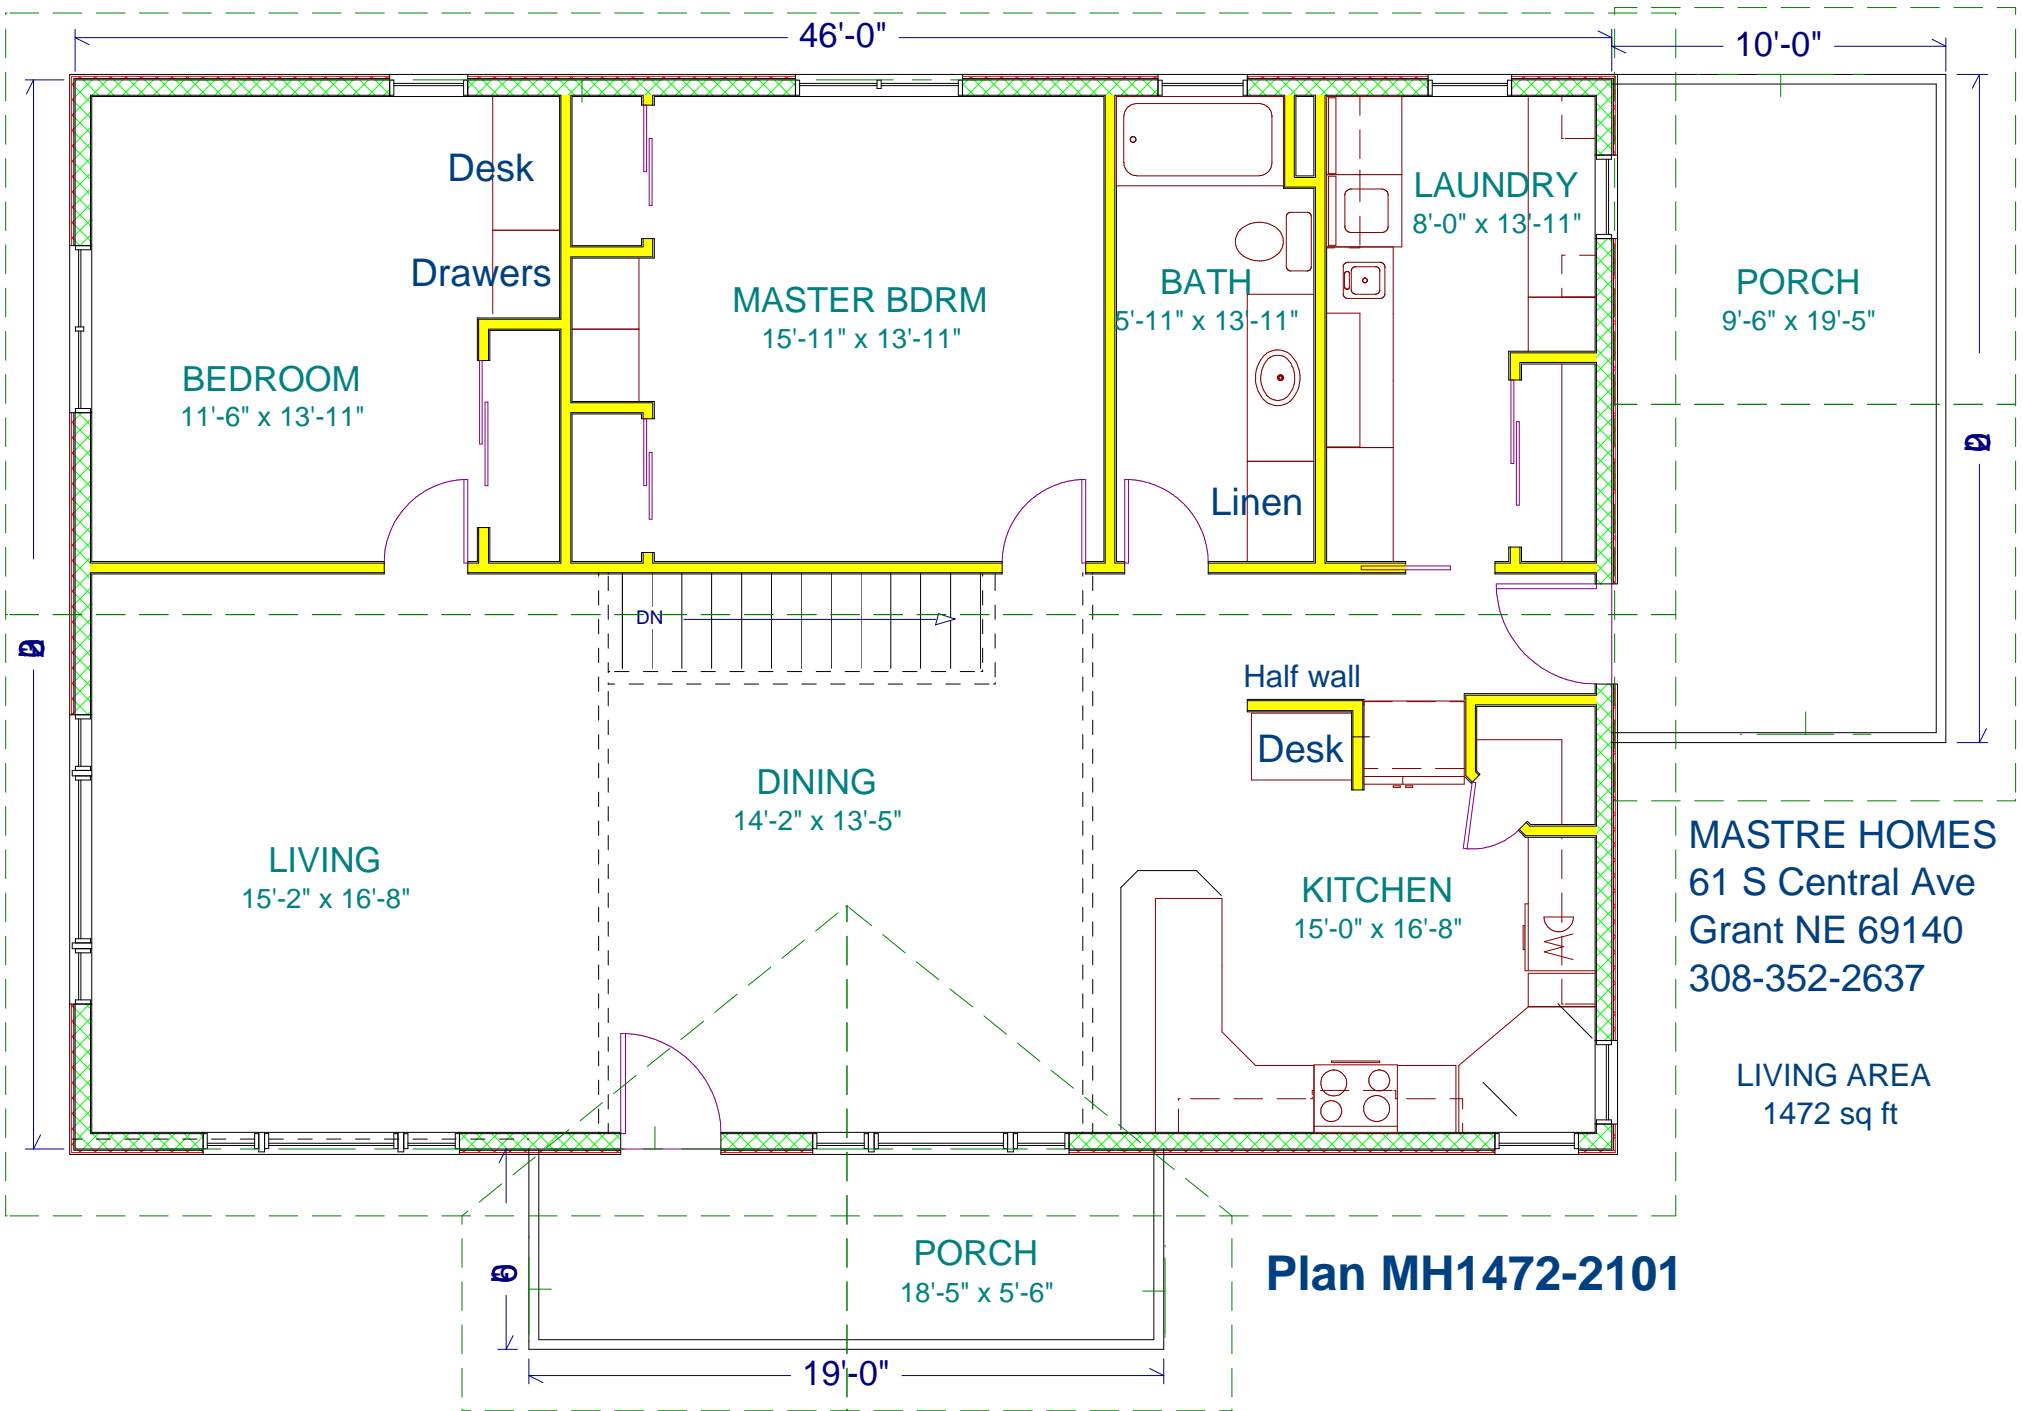 46'-0"
10'-0"
Desk
Drawers
BEDROOM
11'-6" x 13'-11"
MASTER BDRM
15'-11" x 13'-11"
BATH
5'-11" x 13'-11"
Linen
LAUNDRY
8'-0" x 13'-11"
PORCH
9'-6" x 19'-5"
DN
Half wall
Desk
LIVING
15'-2" x 16'-8"
DINING
14'-2" x 13'-5"
KITCHEN
15'-0" x 16'-8"
MASTRE HOMES
61 S Central Ave
Grant NE 69140
308-352-2637
LIVING AREA
1472 sq ft
PORCH
18'-5" x 5'-6"
Plan MH1472-2101
19'-0"